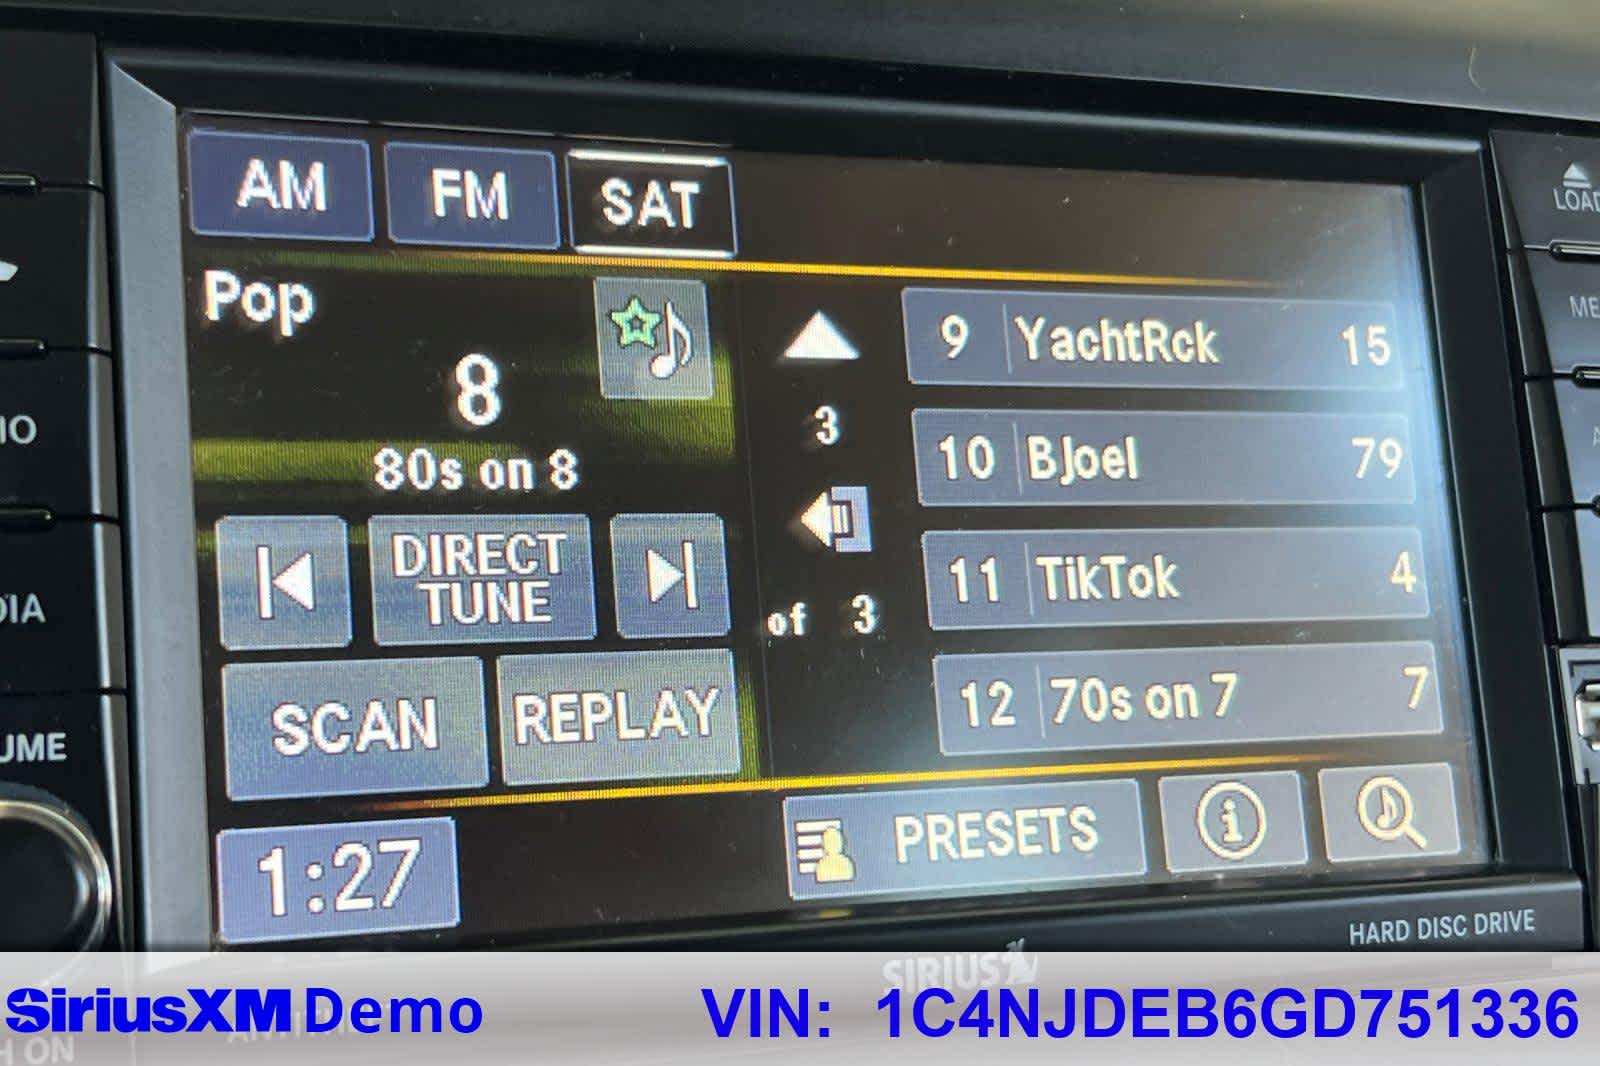 AM FM SAT
Pop
8
80s on 8
DIRECT
TUNE
SCAN REPLAY
1:27
3
of 3
9 YachtRck 15
10 BJoel 79
11 TikTok 4
12 70s on 7 7
PRESETS
LOAD
HARD DISC DRIVE
SIRIUS
SiriusXM Demo
VIN: 1C4NJDEB6GD751336